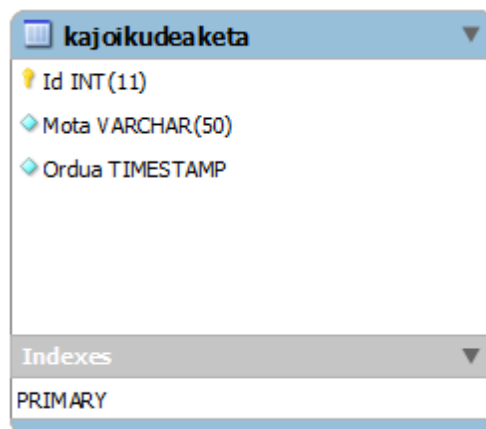 kajoikudeaketa
Id INT(11)
Mota VARCHAR(50)
Ordua TIMESTAMP
Indexes
PRIMARY